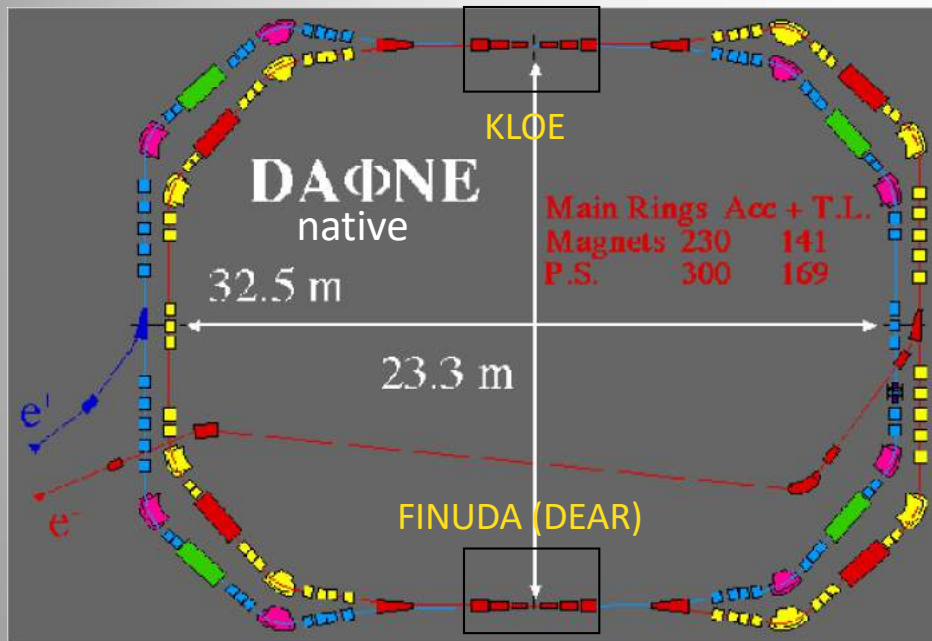 KLOE
DAΦNE
native
Main Rings Acc + T.L.
Magnets 230 141
P.S. 300 169
32.5 m
23.3 m
e⁺
e⁻
FINUDA (DEAR)